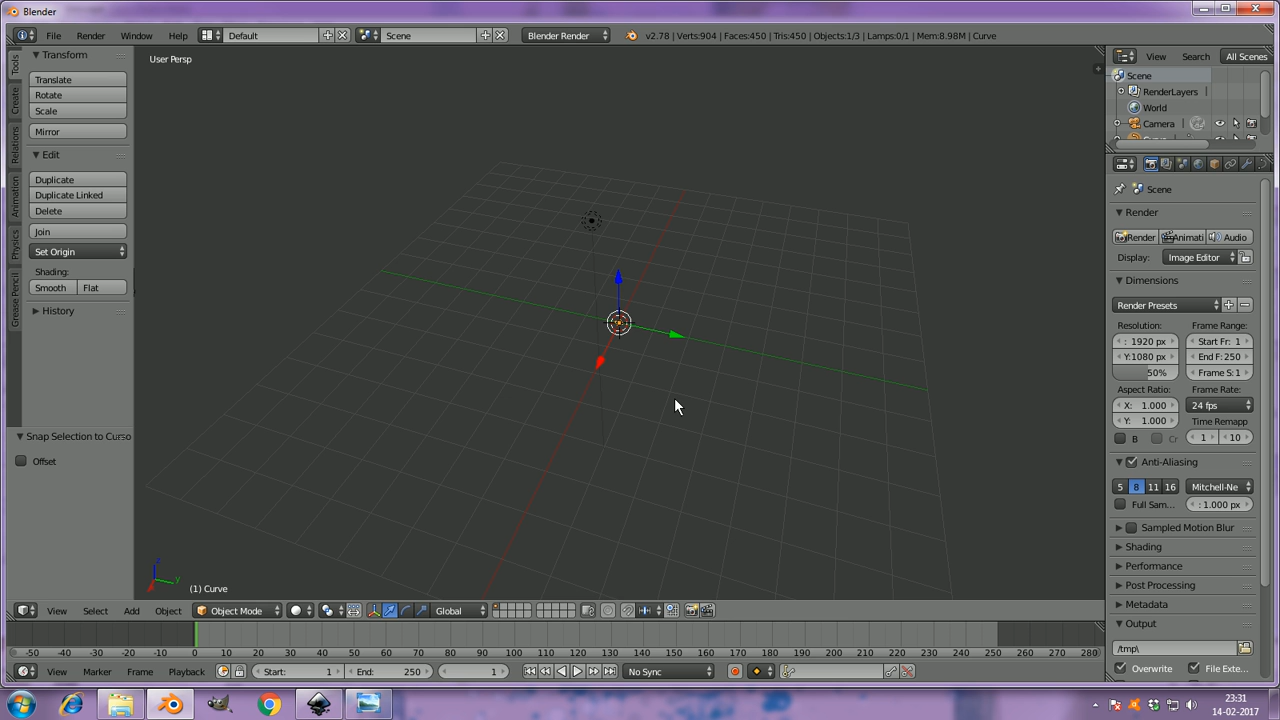 Blender
File Render Window Help Default Scene Blender Render v2.78 | Verts:904 | Faces:450 | Tris:450 | Objects:1/3 | Lamps:0/1 | Mem:8.98M | Curve
Tools
Create
Relations
Animation
Physics
Grease Pencil
Transform
Translate
Rotate
Scale
Mirror
Edit
Duplicate
Duplicate Linked
Delete
Join
Set Origin
Shading:
Smooth Flat
History
Snap Selection to Curso
Offset
User Persp
z
y
(1) Curve
View Search All Scenes
Scene
RenderLayers
World
Camera
Scene
Render
Render Animati Audio
Display: Image Editor
Dimensions
Render Presets
Resolution: Frame Range:
: 1920 px Start Fr: 1
Y:1080 px End F:250
50% Frame S:1
Aspect Ratio: Frame Rate:
X: 1.000 24 fps
Y: 1.000 Time Remapp
B Cr 1 10
Anti-Aliasing
5 8 11 16 Mitchell-Ne
Full Sam... : 1.000 px
Sampled Motion Blur
Shading
Performance
Post Processing
Metadata
Output
/tmp\
Overwrite File Exte...
View Select Add Object Object Mode Global
-50 -40 -30 -20 -10 0 10 20 30 40 50 60 70 80 90 100 110 120 130 140 150 160 170 180 190 200 210 220 230 240 250 260 270 280
View Marker Frame Playback Start: 1 End: 250 1 No Sync
23:31
14-02-2017